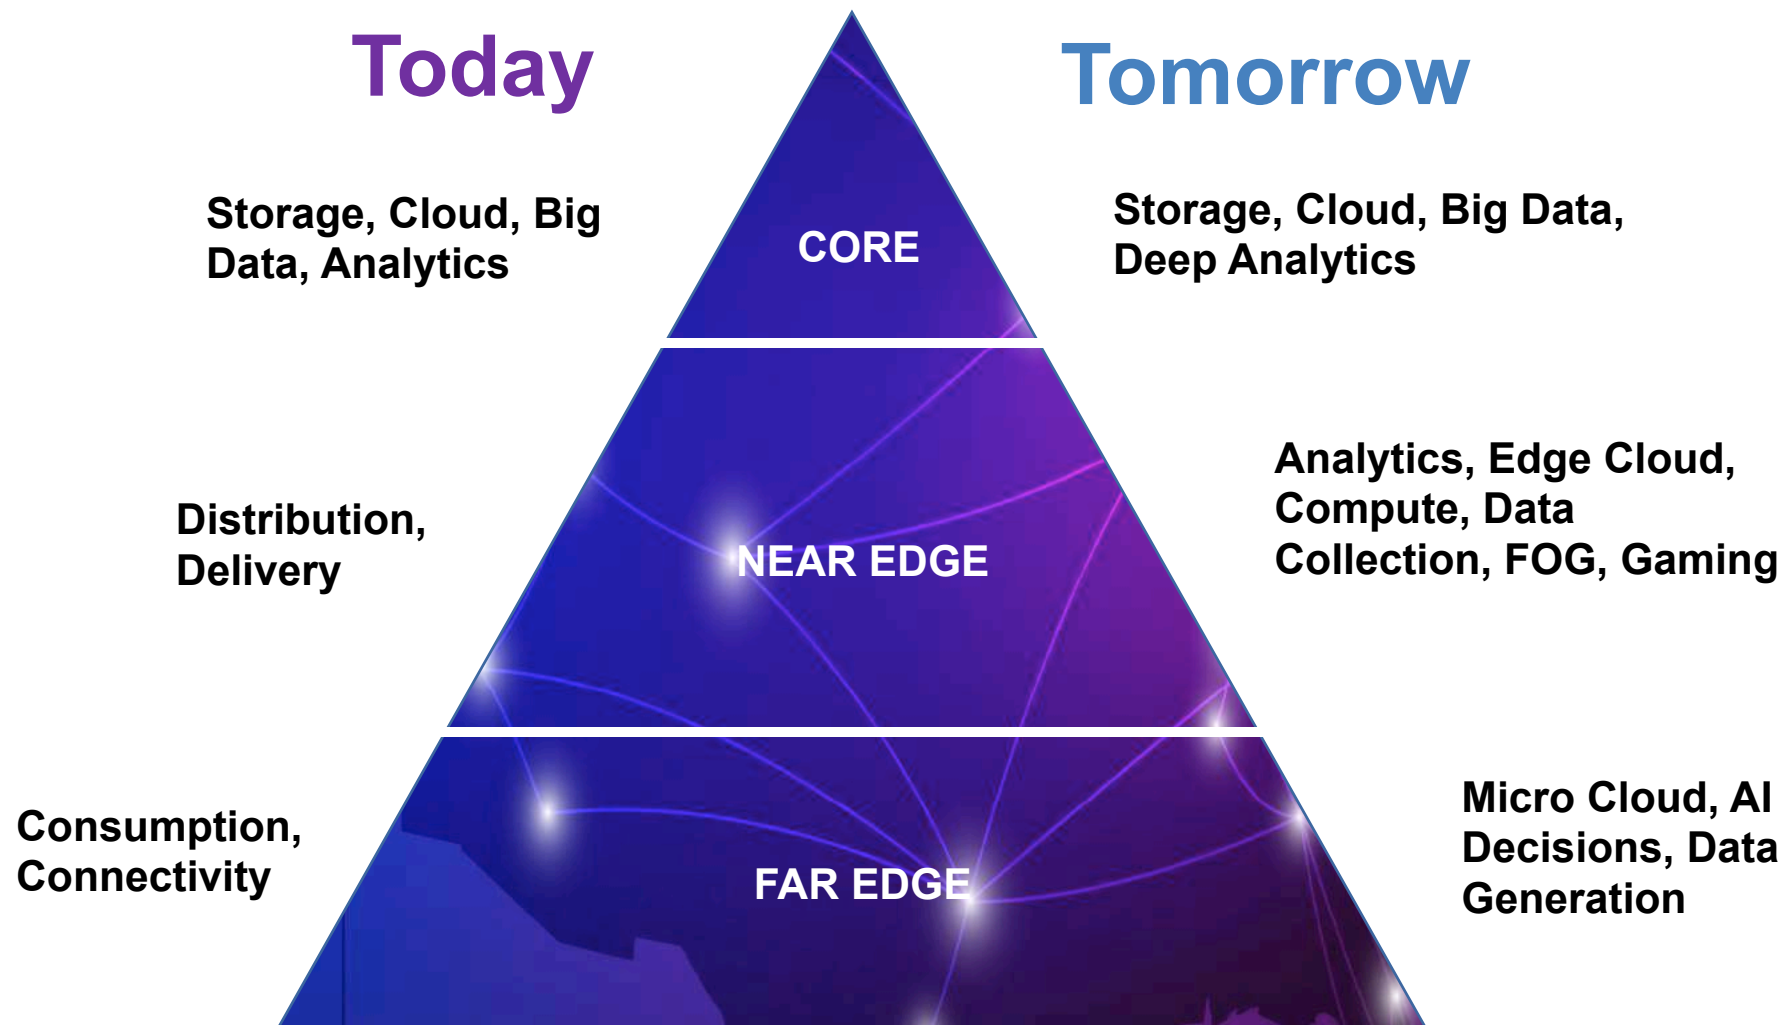 Today
Tomorrow
Storage, Cloud, Big
Data, Analytics
CORE
Storage, Cloud, Big Data,
Deep Analytics
Distribution,
Delivery
NEAR EDGE
Analytics, Edge Cloud,
Compute, Data
Collection, FOG, Gaming
Consumption,
Connectivity
FAR EDGE
Micro Cloud, AI
Decisions, Data
Generation